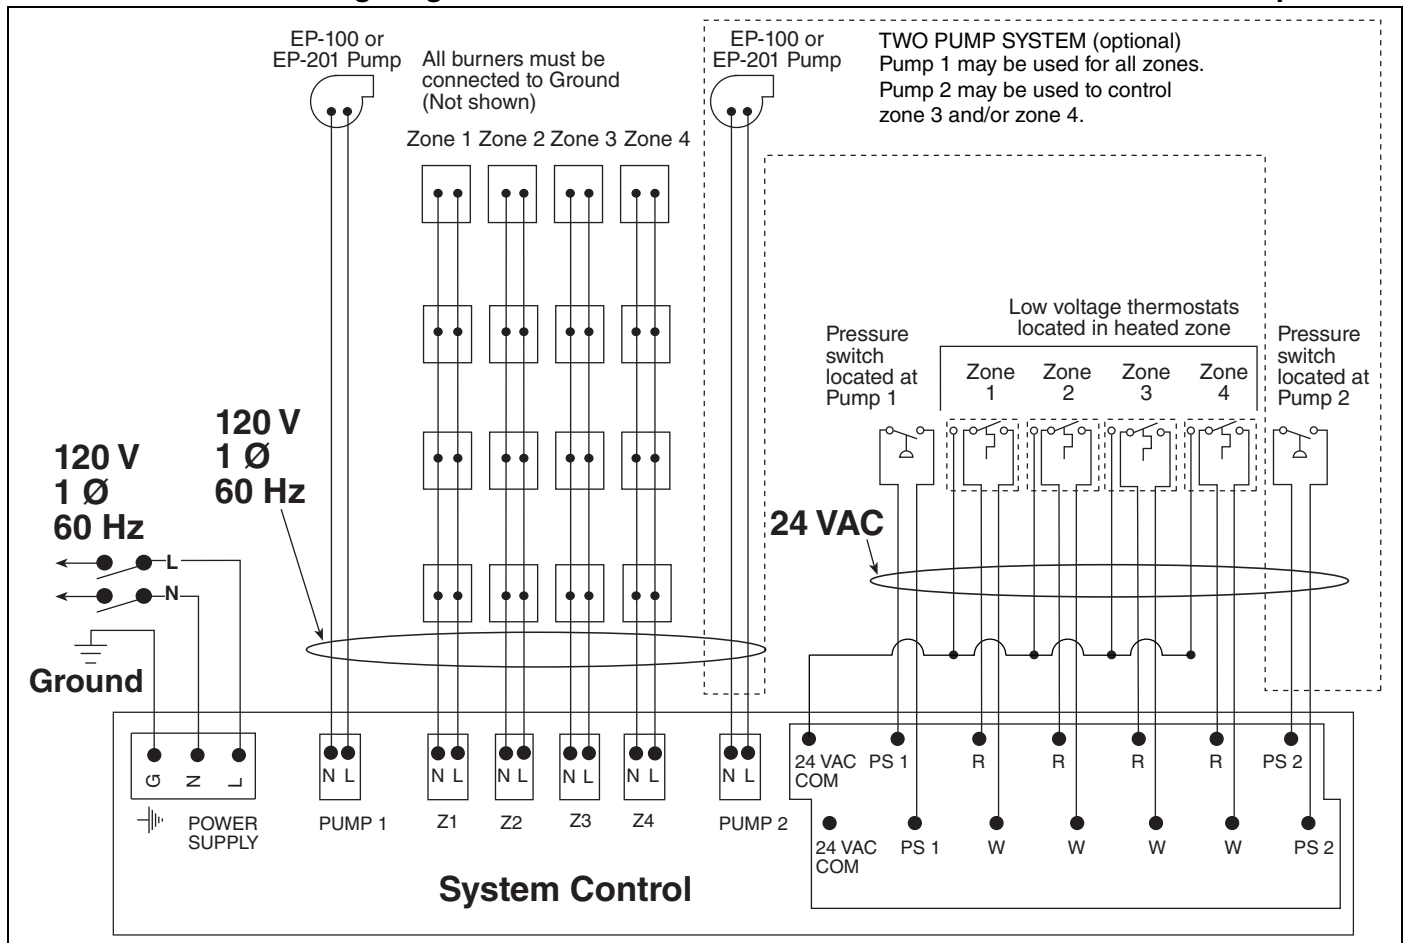 EP-100 or
EP-201 Pump
All burners must be
connected to Ground
(Not shown)
EP-100 or
EP-201 Pump
TWO PUMP SYSTEM (optional)
Pump 1 may be used for all zones.
Pump 2 may be used to control
zone 3 and/or zone 4.
Zone 1 Zone 2 Zone 3 Zone 4
Low voltage thermostats
located in heated zone
Pressure
switch
located at
Pump 1
Zone
1
Zone
2
Zone
3
Zone
4
Pressure
switch
located at
Pump 2
120 V
1 Ø
60 Hz
120 V
1 Ø
60 Hz
24 VAC
L
N
Ground
G N L
POWER
SUPPLY
N L
PUMP 1
N L
Z1
N L
Z2
N L
Z3
N L
Z4
N L
PUMP 2
24 VAC
COM
PS 1
R
R
R
R
PS 2
24 VAC
COM
PS 1
W
W
W
W
PS 2
System Control